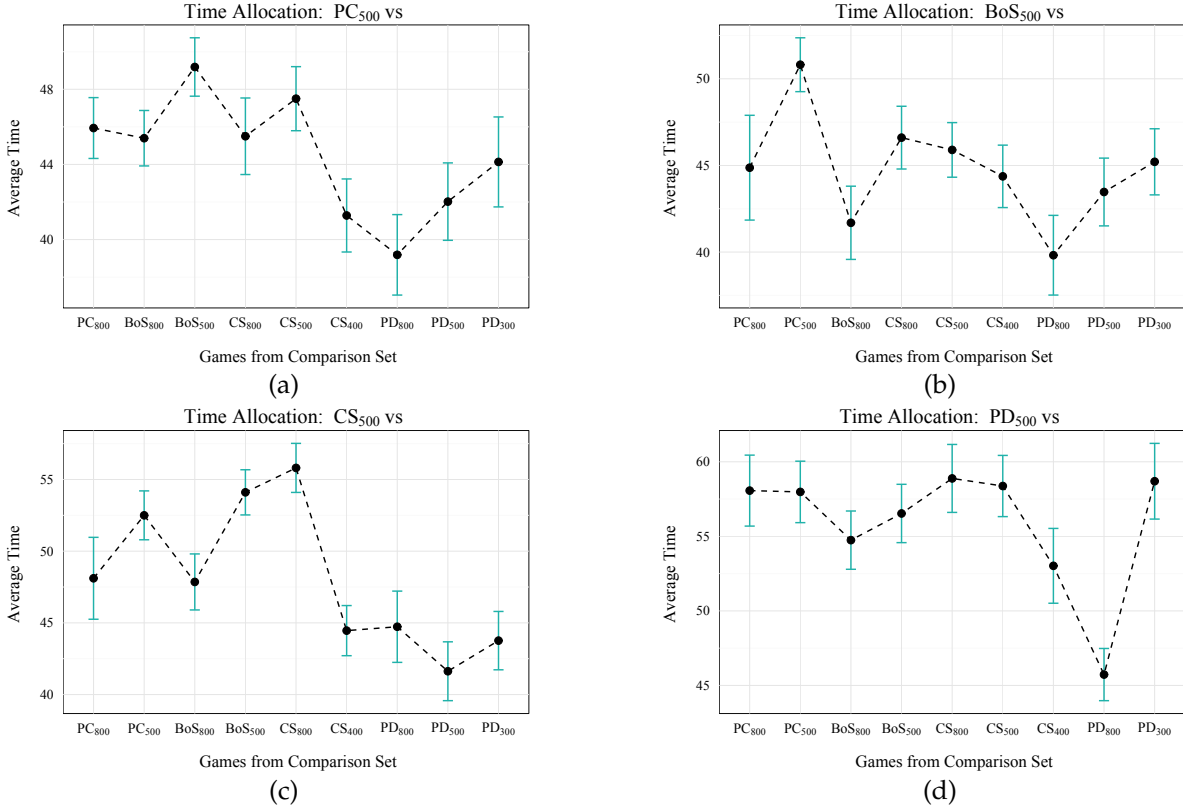 Time Allocation: PC₅₀₀ vs
Average Time
48
44
40
PC₈₀₀ BoS₈₀₀ BoS₅₀₀ CS₈₀₀ CS₅₀₀ CS₄₀₀ PD₈₀₀ PD₅₀₀ PD₃₀₀
Games from Comparison Set
(a)
Time Allocation: BoS₅₀₀ vs
Average Time
50
45
40
PC₈₀₀ PC₅₀₀ BoS₈₀₀ CS₈₀₀ CS₅₀₀ CS₄₀₀ PD₈₀₀ PD₅₀₀ PD₃₀₀
Games from Comparison Set
(b)
Time Allocation: CS₅₀₀ vs
Average Time
55
50
45
40
PC₈₀₀ PC₅₀₀ BoS₈₀₀ BoS₅₀₀ CS₈₀₀ CS₄₀₀ PD₈₀₀ PD₅₀₀ PD₃₀₀
Games from Comparison Set
(c)
Time Allocation: PD₅₀₀ vs
Average Time
60
55
50
45
PC₈₀₀ PC₅₀₀ BoS₈₀₀ BoS₅₀₀ CS₈₀₀ CS₅₀₀ CS₄₀₀ PD₈₀₀ PD₃₀₀
Games from Comparison Set
(d)